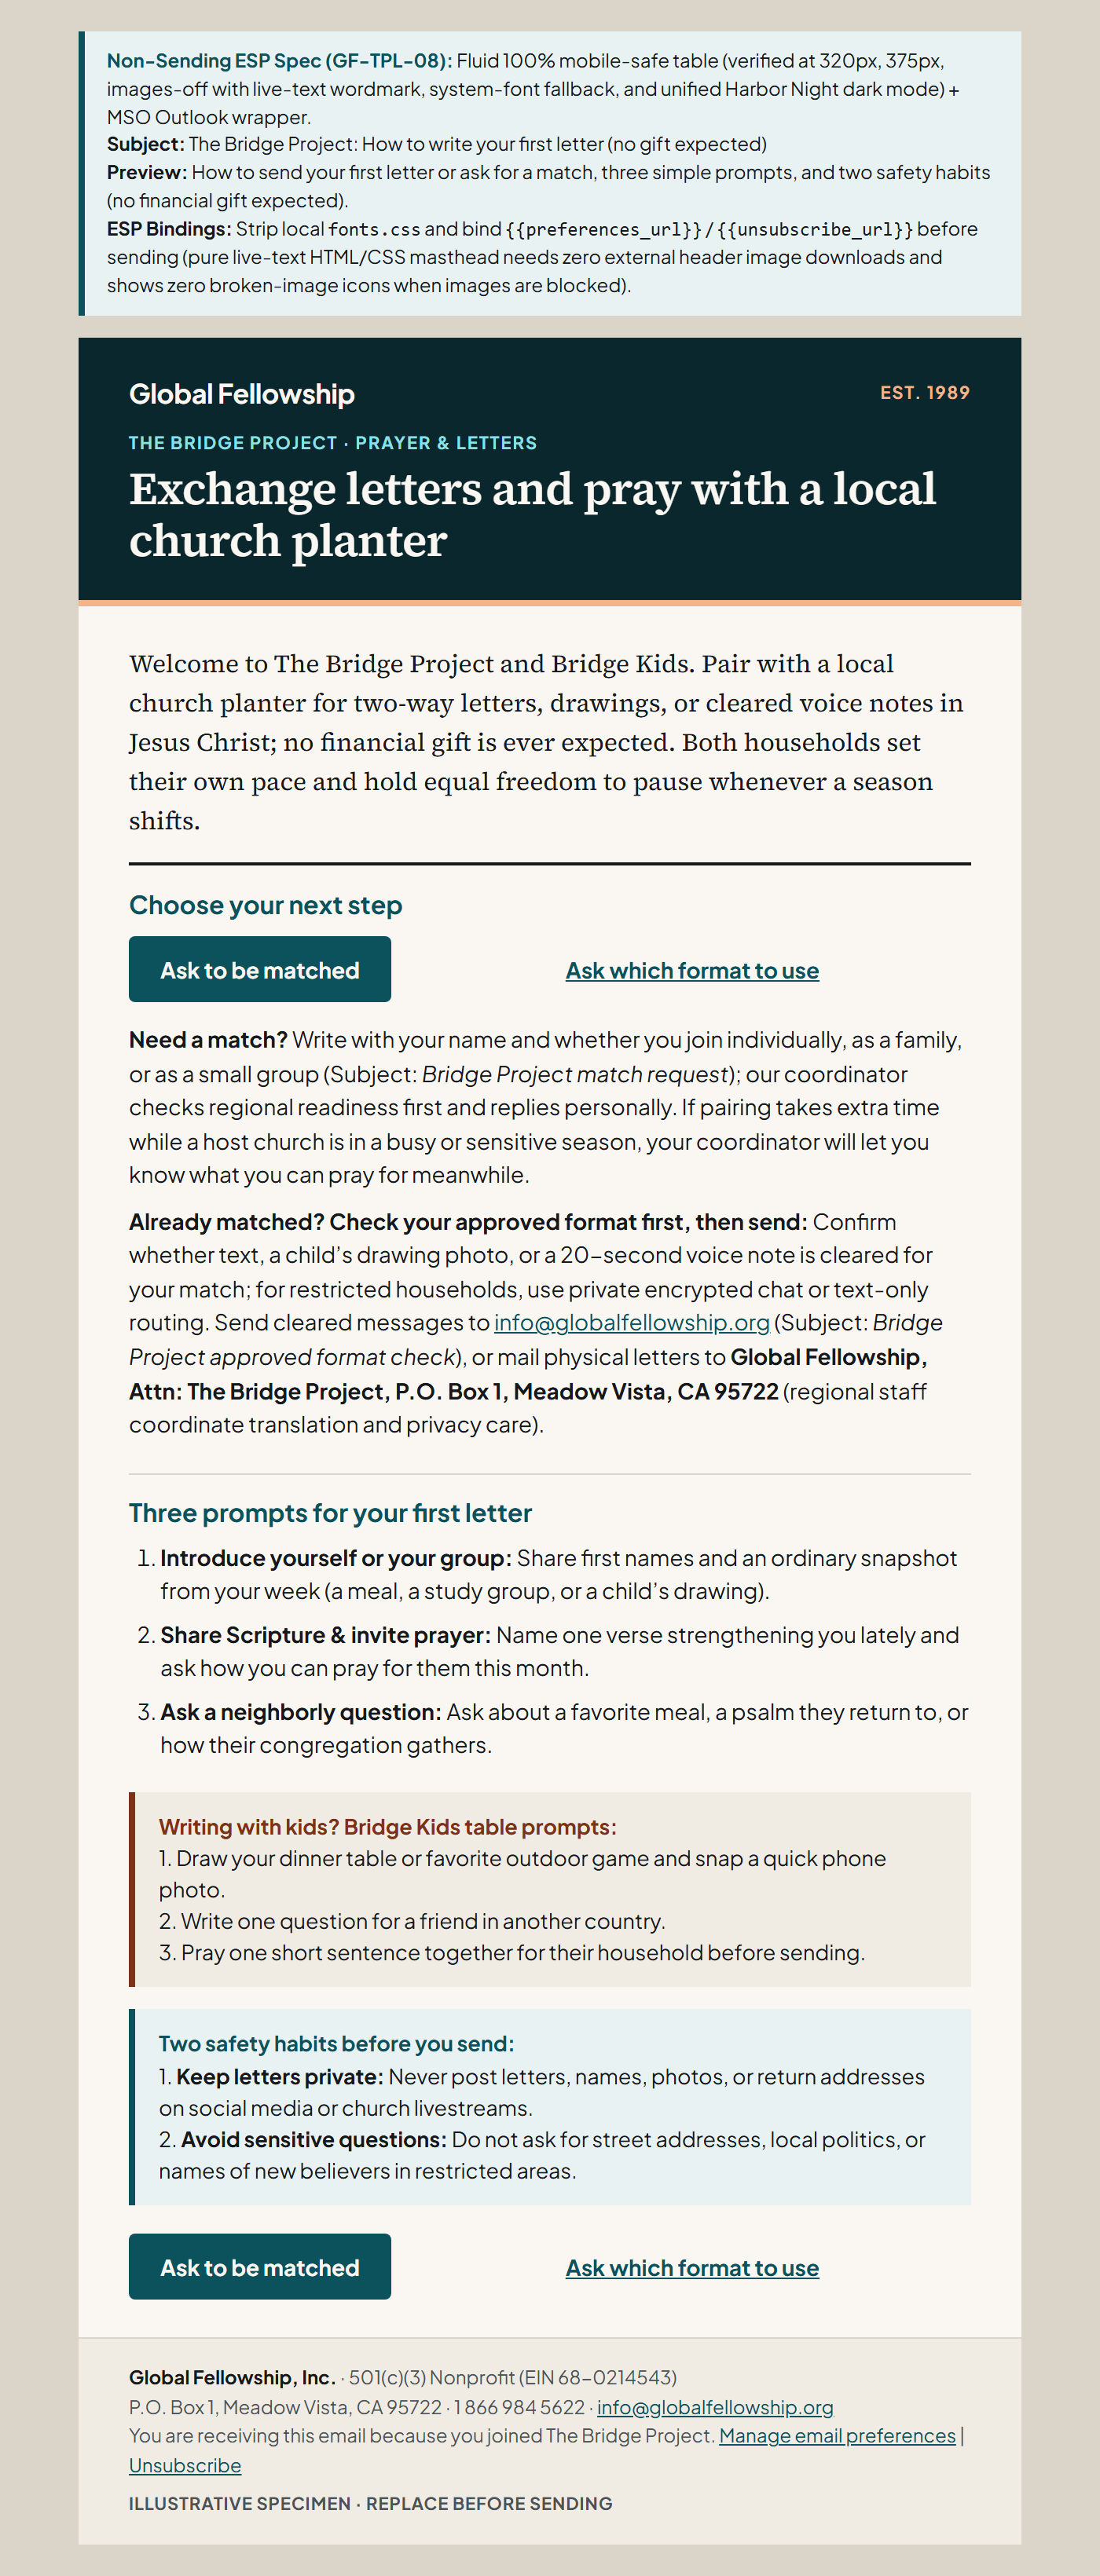 Non-Sending ESP Spec (GF-TPL-08): Fluid 100% mobile-safe table (verified at 320px, 375px,
images-off with live-text wordmark, system-font fallback, and unified Harbor Night dark mode) +
MSO Outlook wrapper.
Subject: The Bridge Project: How to write your first letter (no gift expected)
Preview: How to send your first letter or ask for a match, three simple prompts, and two safety habits
(no financial gift expected).
ESP Bindings: Strip local fonts.css and bind {{preferences_url}} / {{unsubscribe_url}} before
sending (pure live-text HTML/CSS masthead needs zero external header image downloads and
shows zero broken-image icons when images are blocked).
Global Fellowship
EST. 1989
THE BRIDGE PROJECT · PRAYER & LETTERS
Exchange letters and pray with a local
church planter
Welcome to The Bridge Project and Bridge Kids. Pair with a local
church planter for two-way letters, drawings, or cleared voice notes in
Jesus Christ; no financial gift is ever expected. Both households set
their own pace and hold equal freedom to pause whenever a season
shifts.
Choose your next step
Ask to be matched
Ask which format to use
Need a match? Write with your name and whether you join individually, as a family,
or as a small group (Subject: Bridge Project match request); our coordinator
checks regional readiness first and replies personally. If pairing takes extra time
while a host church is in a busy or sensitive season, your coordinator will let you
know what you can pray for meanwhile.
Already matched? Check your approved format first, then send: Confirm
whether text, a child’s drawing photo, or a 20–second voice note is cleared for
your match; for restricted households, use private encrypted chat or text-only
routing. Send cleared messages to info@globalfellowship.org (Subject: Bridge
Project approved format check), or mail physical letters to Global Fellowship,
Attn: The Bridge Project, P.O. Box 1, Meadow Vista, CA 95722 (regional staff
coordinate translation and privacy care).
Three prompts for your first letter
1. Introduce yourself or your group: Share first names and an ordinary snapshot
from your week (a meal, a study group, or a child’s drawing).
2. Share Scripture & invite prayer: Name one verse strengthening you lately and
ask how you can pray for them this month.
3. Ask a neighborly question: Ask about a favorite meal, a psalm they return to, or
how their congregation gathers.
Writing with kids? Bridge Kids table prompts:
1. Draw your dinner table or favorite outdoor game and snap a quick phone
photo.
2. Write one question for a friend in another country.
3. Pray one short sentence together for their household before sending.
Two safety habits before you send:
1. Keep letters private: Never post letters, names, photos, or return addresses
on social media or church livestreams.
2. Avoid sensitive questions: Do not ask for street addresses, local politics, or
names of new believers in restricted areas.
Ask to be matched
Ask which format to use
Global Fellowship, Inc. · 501(c)(3) Nonprofit (EIN 68–0214543)
P.O. Box 1, Meadow Vista, CA 95722 · 1 866 984 5622 · info@globalfellowship.org
You are receiving this email because you joined The Bridge Project. Manage email preferences |
Unsubscribe
ILLUSTRATIVE SPECIMEN · REPLACE BEFORE SENDING